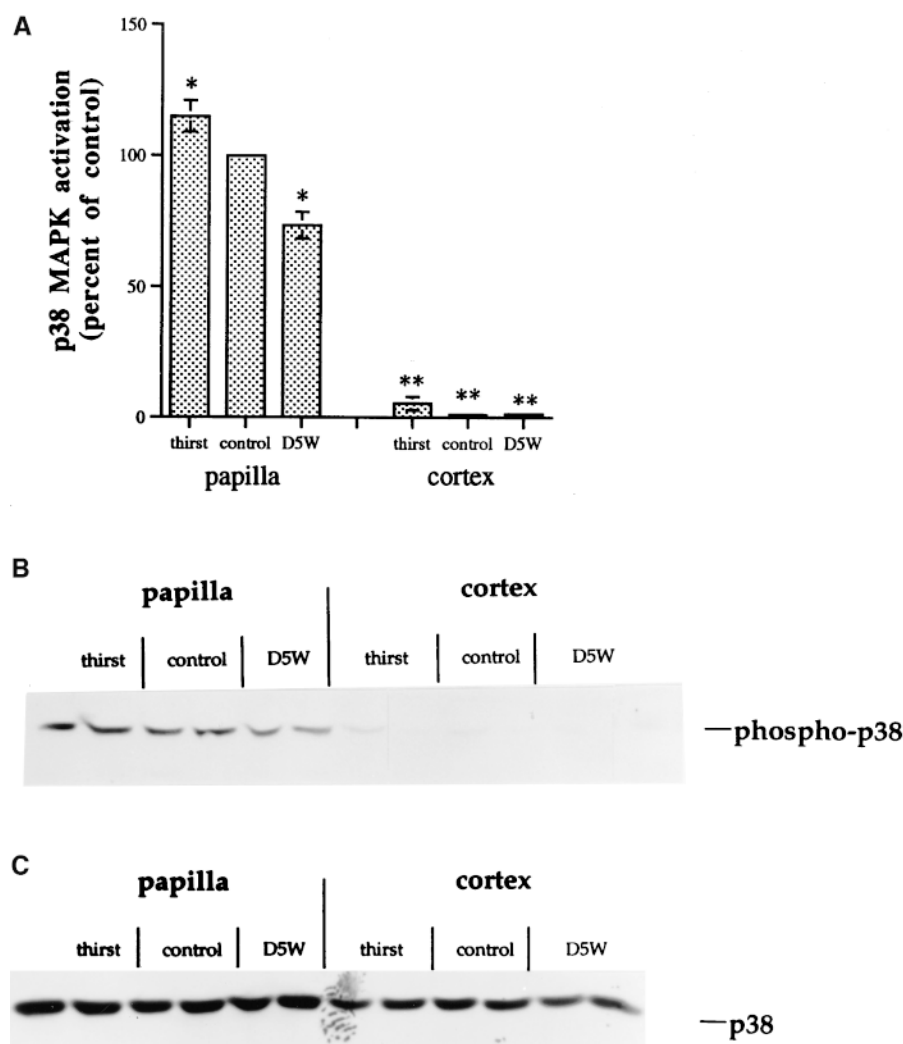 A
p38 MAPK activation
(percent of control)
150
100
50
0
*
*
**
**
**
thirst control D5W
thirst control D5W
papilla
cortex
B
papilla
cortex
thirst control D5W thirst control D5W
phospho-p38
C
papilla
cortex
thirst control D5W thirst control D5W
p38